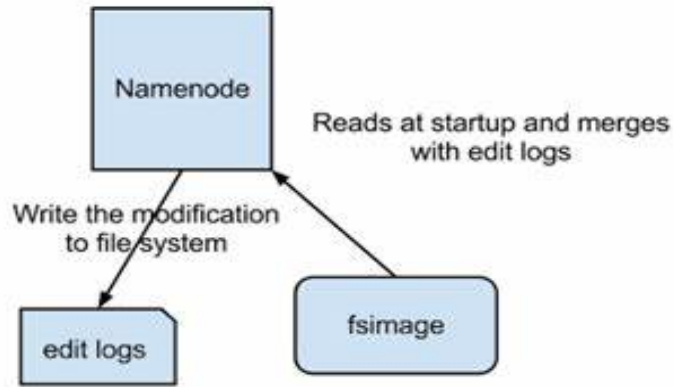 Namenode
Reads at startup and merges
with edit logs
Write the modification
to file system
edit logs
fsimage